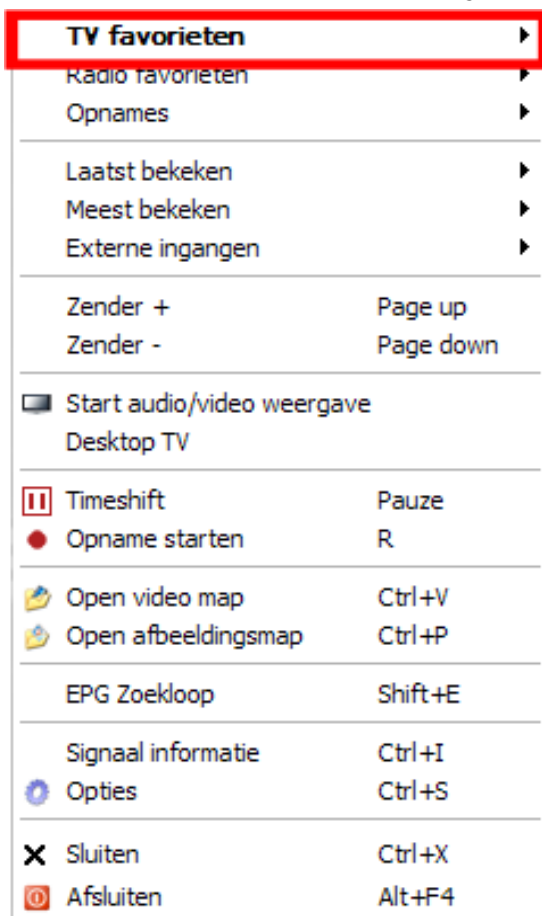 TV favorieten
Radio favorieten
Opnames
Laatst bekeken
Meest bekeken
Externe ingangen
Zender + Page up
Zender - Page down
Start audio/video weergave
Desktop TV
Timeshift Pauze
Opname starten R
Open video map Ctrl+V
Open afbeeldingsmap Ctrl+P
EPG Zoekloop Shift+E
Signaal informatie Ctrl+I
Opties Ctrl+S
Sluiten Ctrl+X
Afsluiten Alt+F4